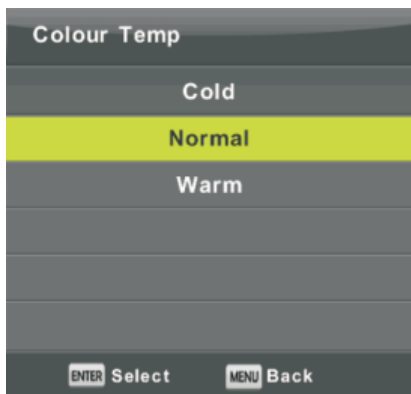 Colour Temp
Cold
Normal
Warm
ENTER Select MENU Back